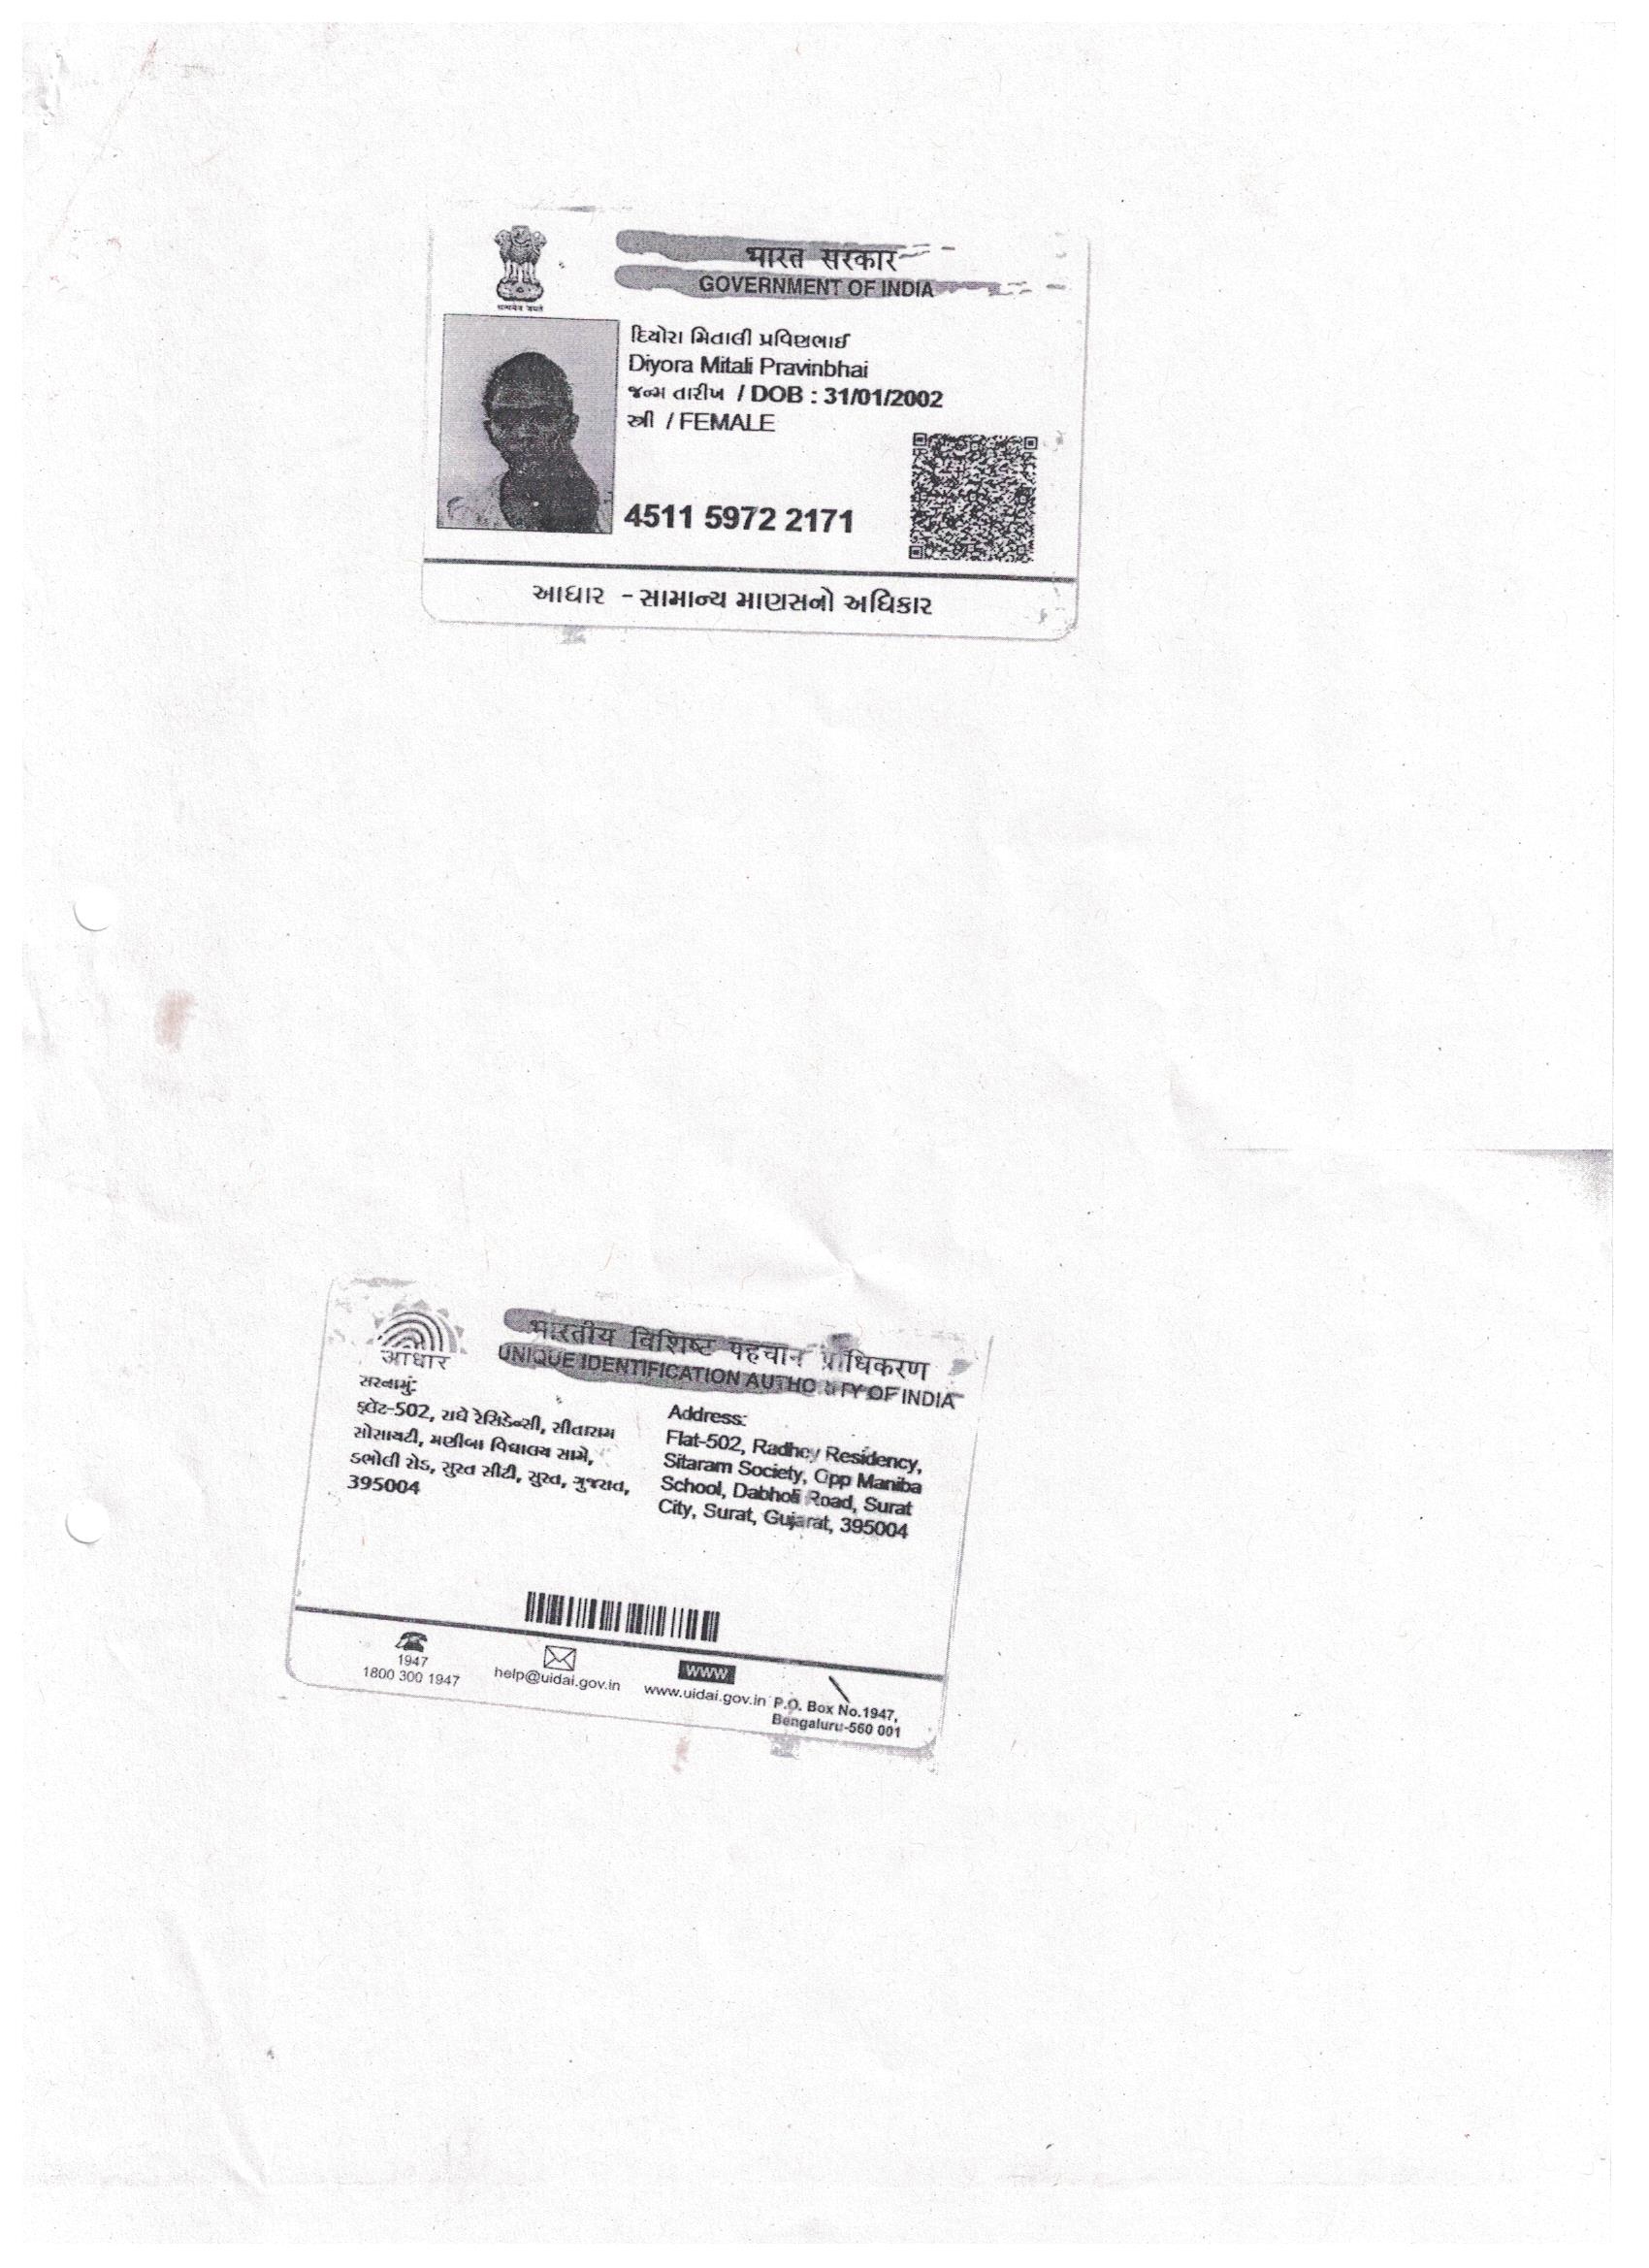 सत्यमेव जयते
भारत सरकार
GOVERNMENT OF INDIA
દિયોરા મિતાલી પ્રવિણભાઈ
Diyora Mitali Pravinbhai
જન્મ તારીખ / DOB : 31/01/2002
સ્ત્રી / FEMALE
4511 5972 2171
આધાર - સામાન્ય માણસનો અધિકાર
आधार
भारतीय विशिष्ट पहचान प्राधिकरण
UNIQUE IDENTIFICATION AUTHORITY OF INDIA
સરનામું:
ફ્લેટ-502, રાધે રેસિડેન્સી, સીતારામ
સોસાયટી, મણીબા વિદ્યાલય સામે,
ડભોલી રોડ, સુરત સીટી, સુરત, ગુજરાત,
395004
Address:
Flat-502, Radhey Residency,
Sitaram Society, Opp Maniba
School, Dabholi Road, Surat
City, Surat, Gujarat, 395004
1947
1800 300 1947
help@uidai.gov.in
www
www.uidai.gov.in
P.O. Box No.1947,
Bengaluru-560 001